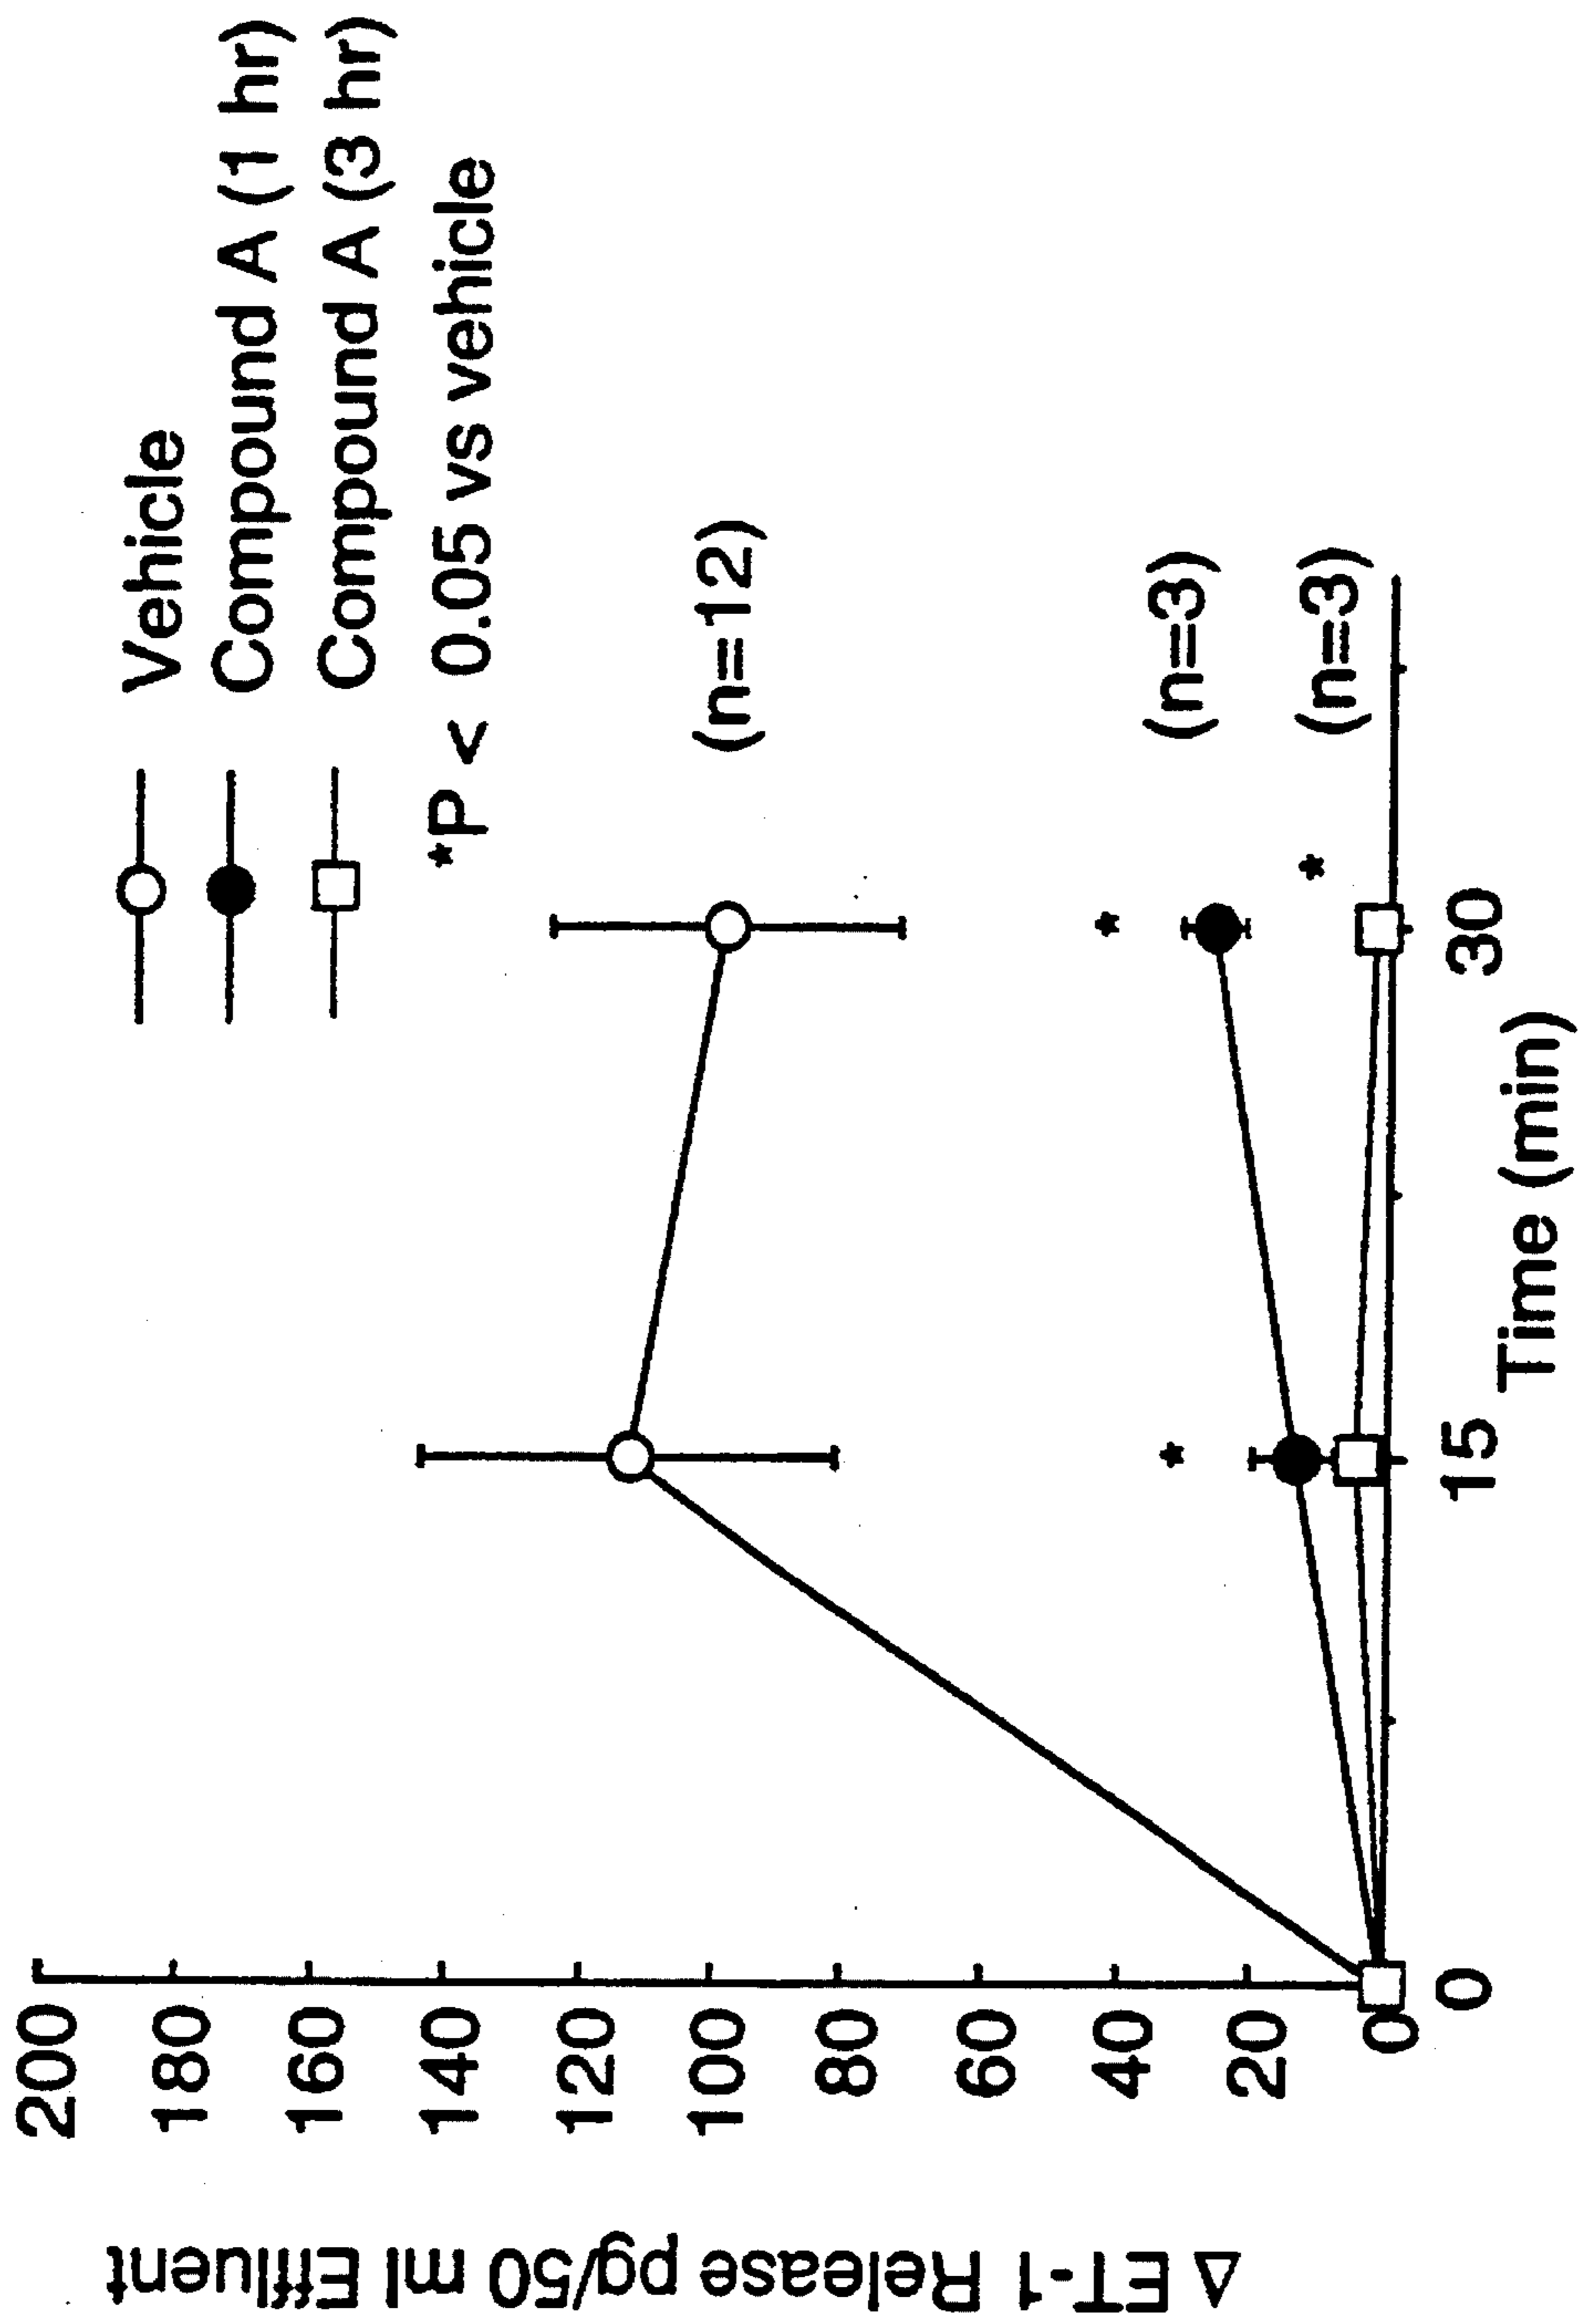 Vehicle
Compound A (1 hr)
Compound A (3 hr)
*P < 0.05 vs vehicle
Δ ET-1 Release pg/50 ml Effluent
200
180
160
140
120
100
80
60
40
20
0
(n=12)
*
(n=3)
*
*
(n=3)
0
15
30
Time (min)